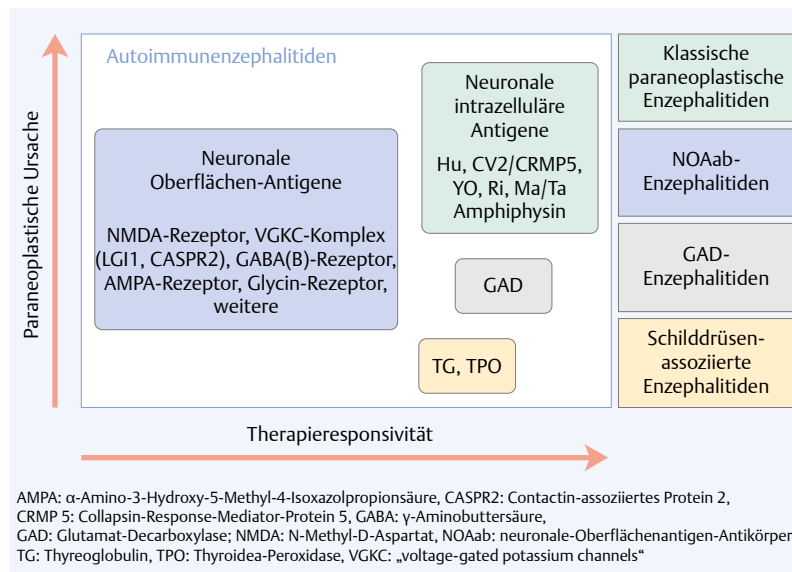 Autoimmunenzephalitiden
Neuronale
Oberflächen-Antigene
NMDA-Rezeptor, VGKC-Komplex
(LGI1, CASPR2), GABA(B)-Rezeptor,
AMPA-Rezeptor, Glycin-Rezeptor,
weitere
Neuronale
intrazelluläre
Antigene
Hu, CV2/CRMP5,
YO, Ri, Ma/Ta
Amphiphysin
GAD
TG, TPO
Klassische
paraneoplastische
Enzephalitiden
NOAab-
Enzephalitiden
GAD-
Enzephalitiden
Schilddrüsen-
assoziierte
Enzephalitiden
Paraneoplastische Ursache
Therapieresponsivität
AMPA: α-Amino-3-Hydroxy-5-Methyl-4-Isoxazolpropionsäure, CASPR2: Contactin-assoziiertes Protein 2,
CRMP 5: Collapsin-Response-Mediator-Protein 5, GABA: γ-Aminobuttersäure,
GAD: Glutamat-Decarboxylase; NMDA: N-Methyl-D-Aspartat, NOAab: neuronale-Oberflächenantigen-Antikörper
TG: Thyreoglobulin, TPO: Thyroidea-Peroxidase, VGKC: „voltage-gated potassium channels“